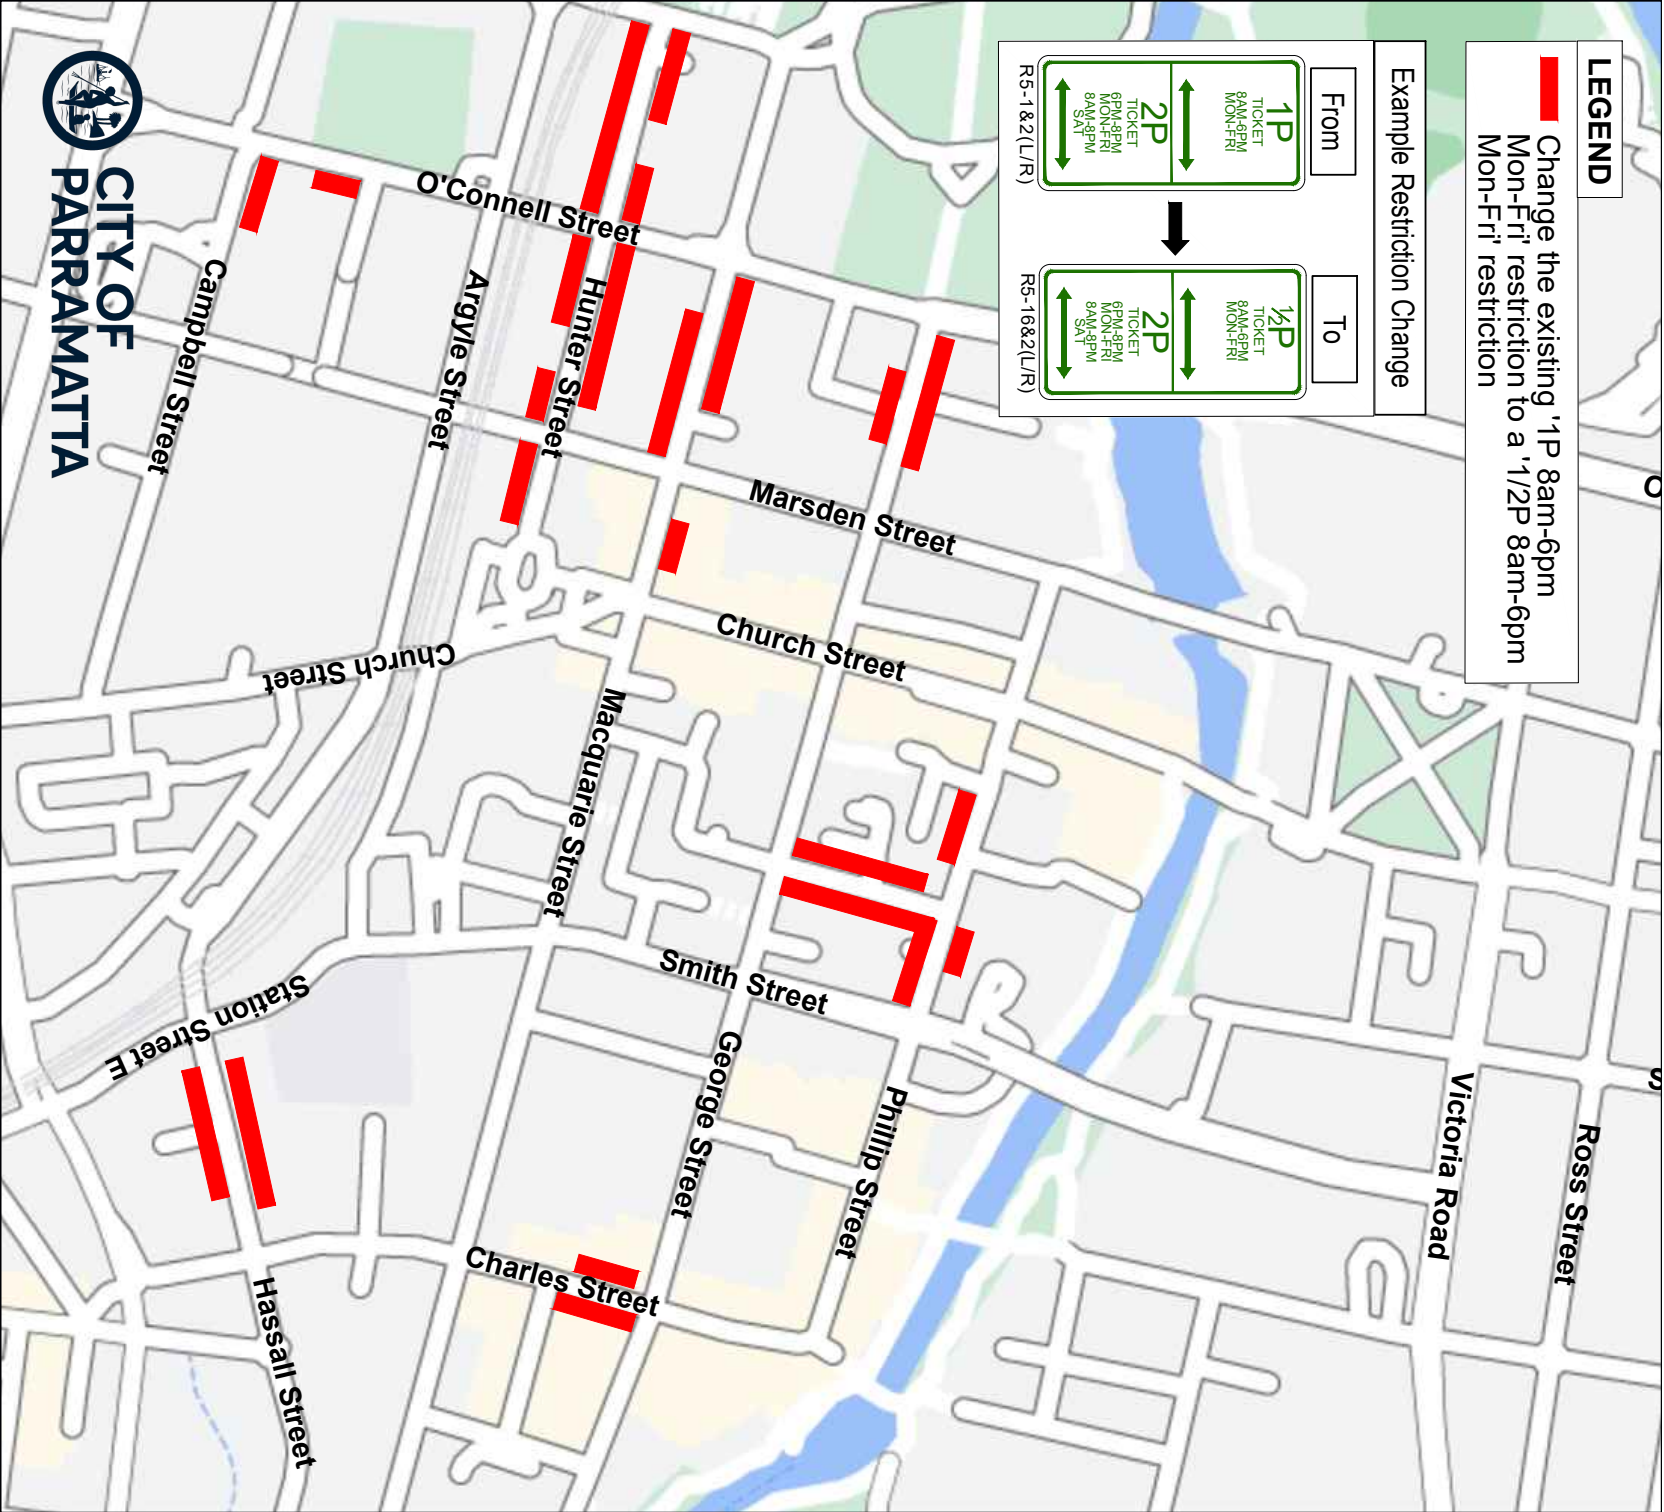 LEGEND
Change the existing '1P 8am-6pm
Mon-Fri' restriction to a '1/2P 8am-6pm
Mon-Fri' restriction
Example Restriction Change
From
To
1P
TICKET
8AM-6PM
MON-FRI
2P
TICKET
6PM-8PM
MON-FRI
8AM-8PM
SAT
R5-1&2(L/R)
½P
TICKET
8AM-6PM
MON-FRI
2P
TICKET
6PM-8PM
MON-FRI
8AM-8PM
SAT
R5-16&2(L/R)
O
S
Ross Street
Victoria Road
Phillip Street
George Street
Macquarie Street
Hunter Street
Argyle Street
Campbell Street
O'Connell Street
Marsden Street
Church Street
Church Street
Smith Street
Station Street E
Charles Street
Hassall Street
CITY OF
PARRAMATTA